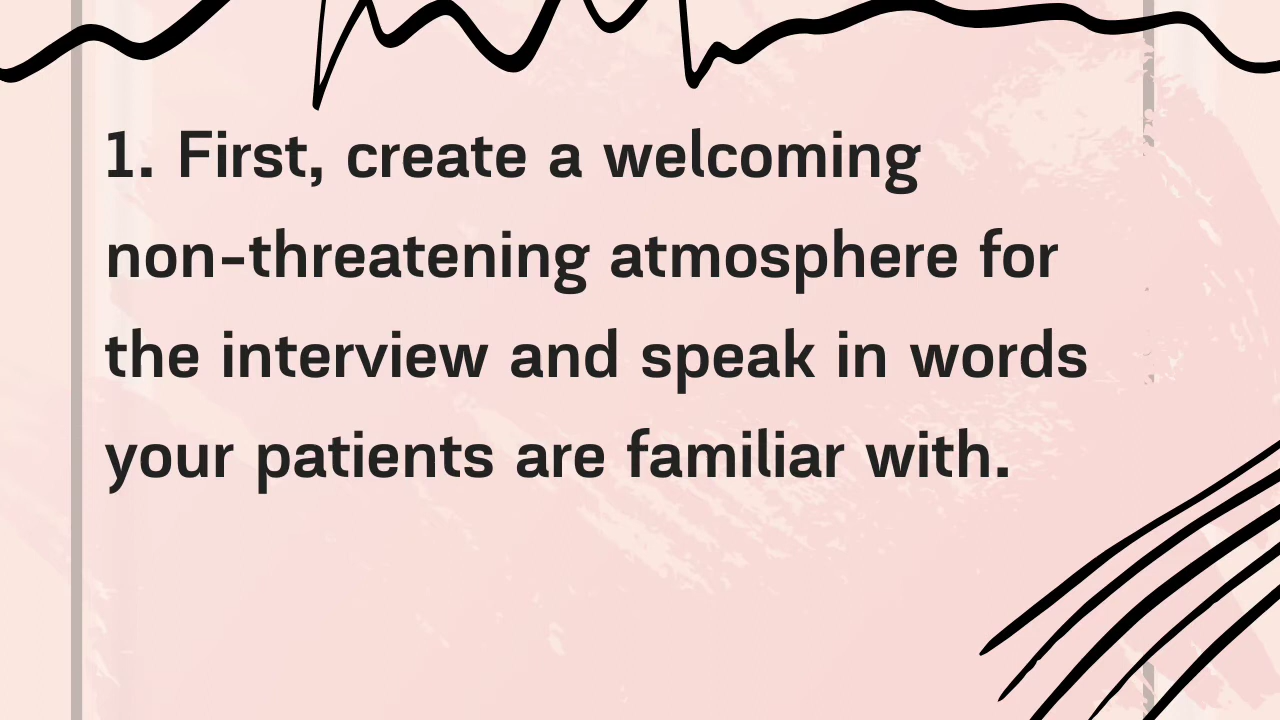 1. First, create a welcoming
non-threatening atmosphere for
the interview and speak in words
your patients are familiar with.